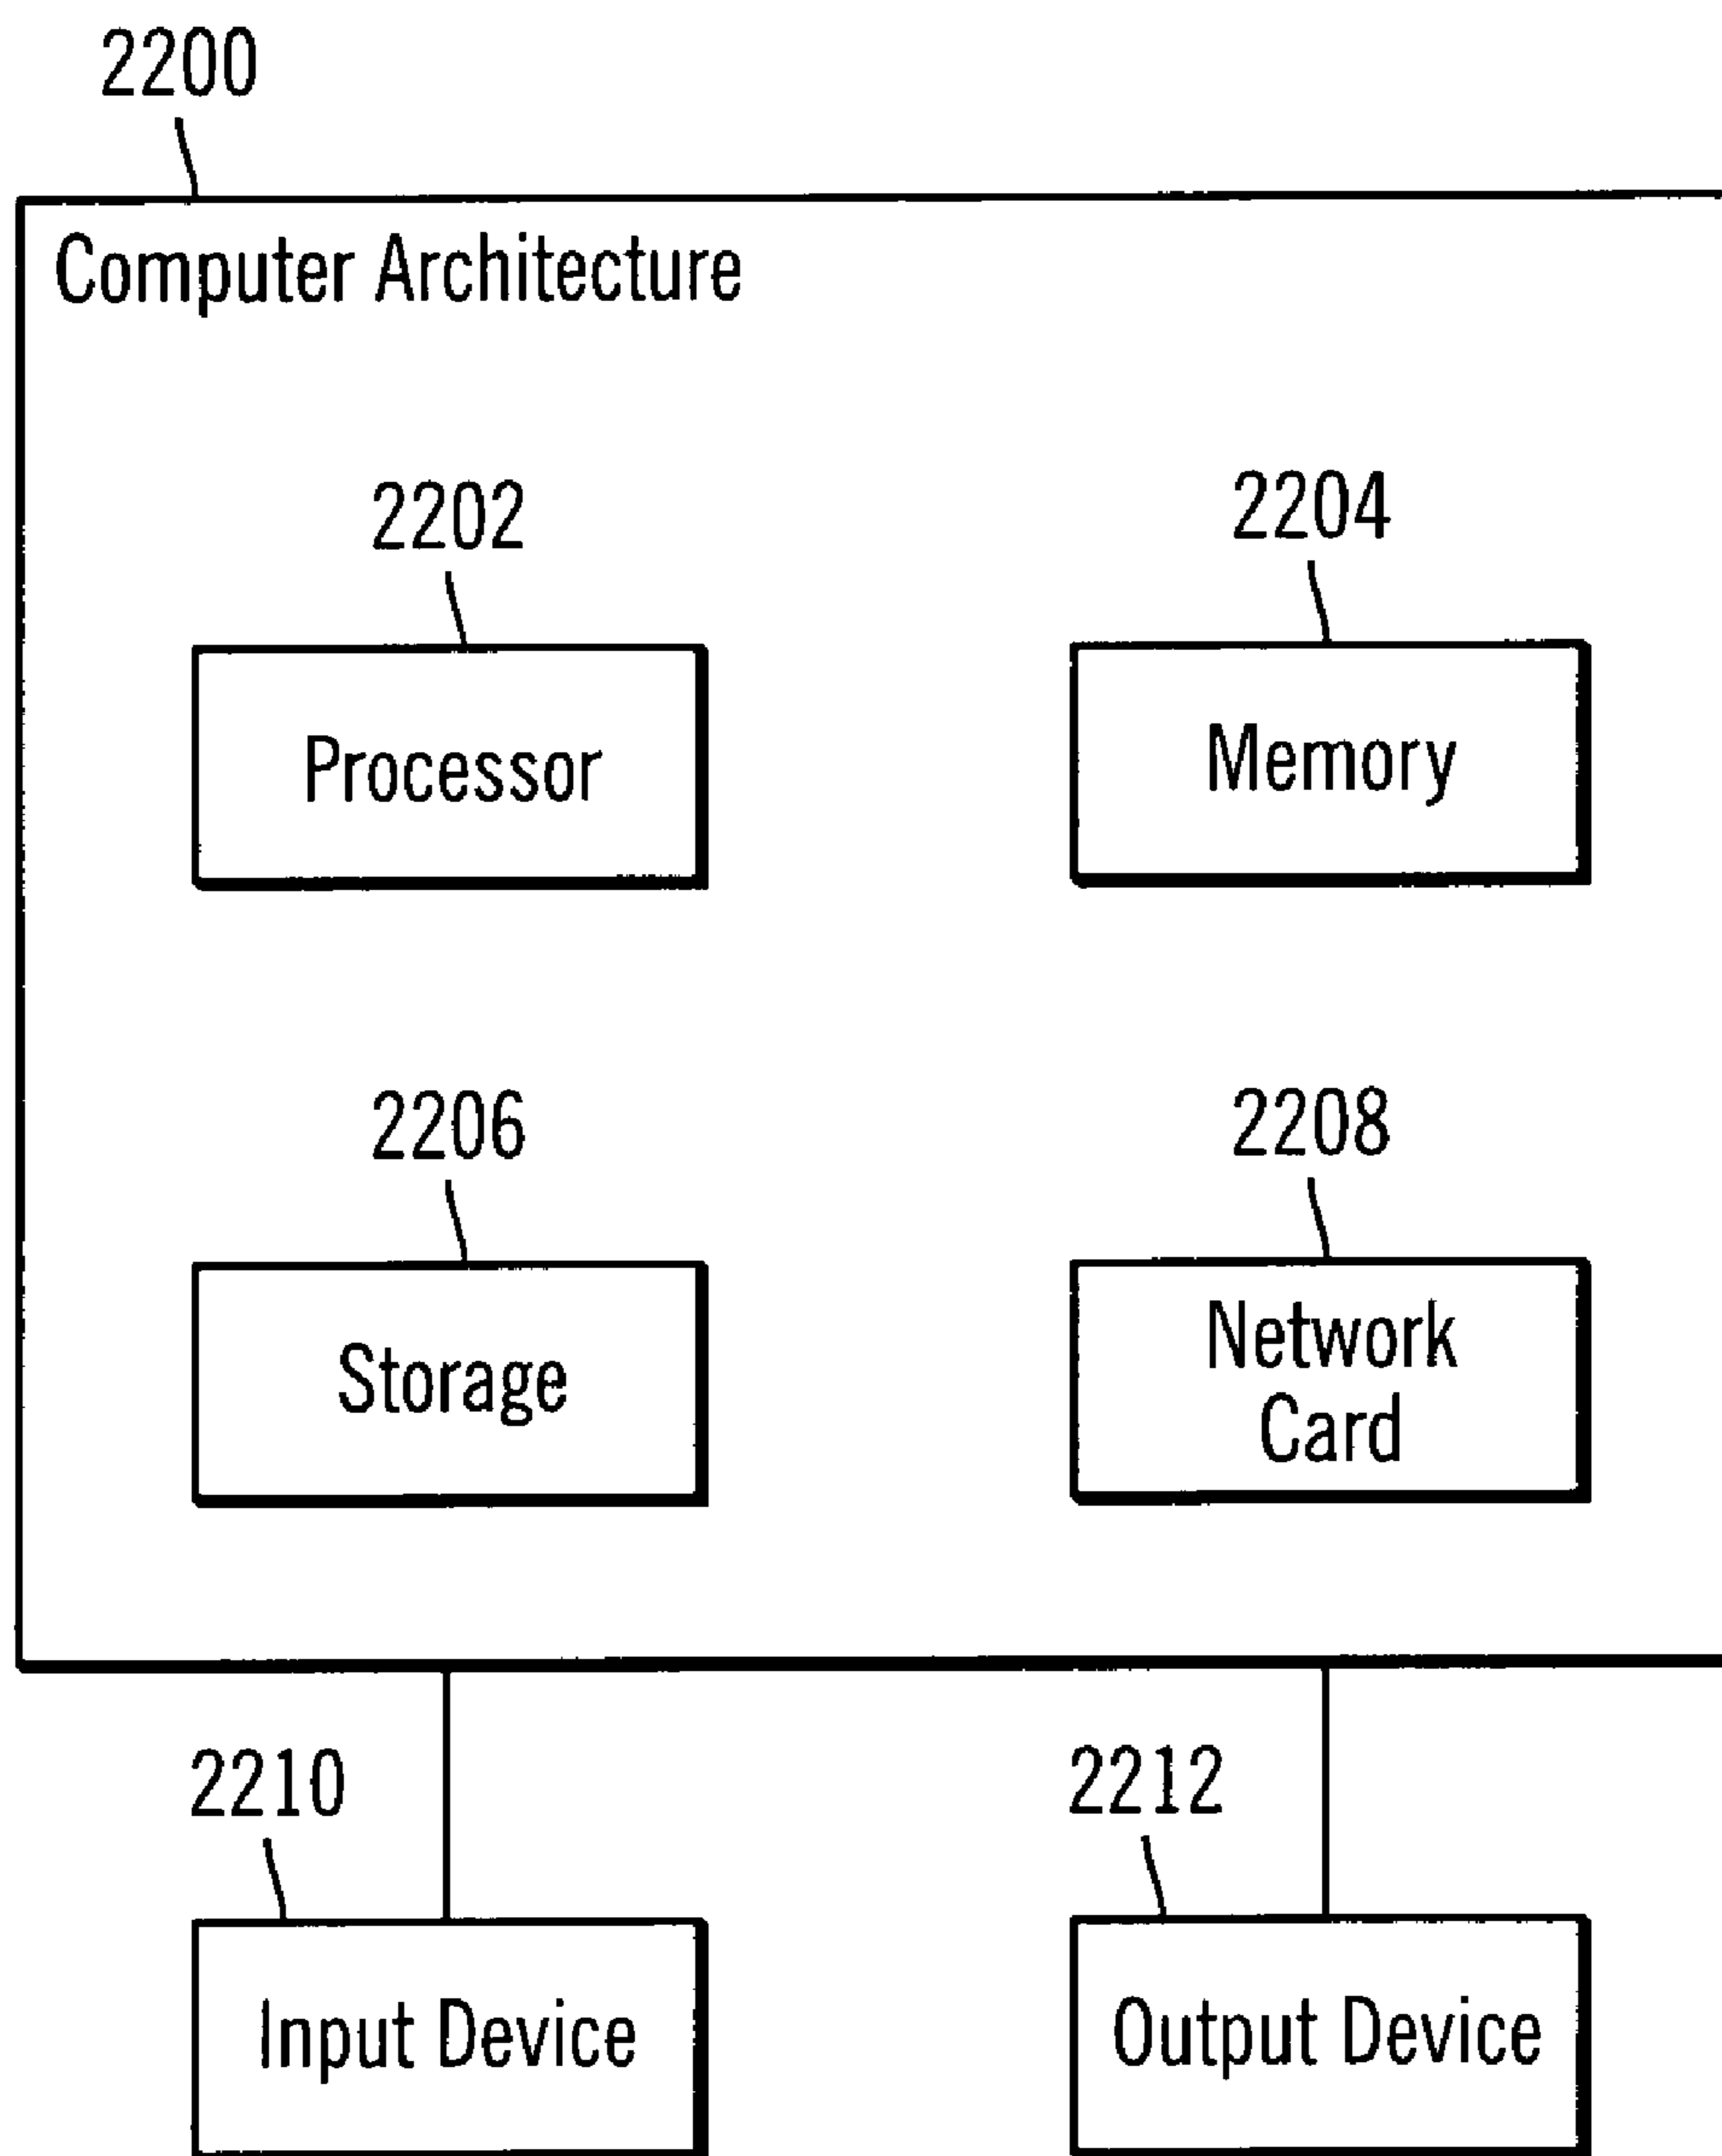 2200
Computer Architecture
2202
2204
Processor
Memory
2206
2208
Storage
Network
Card
2210
2212
Input Device
Output Device